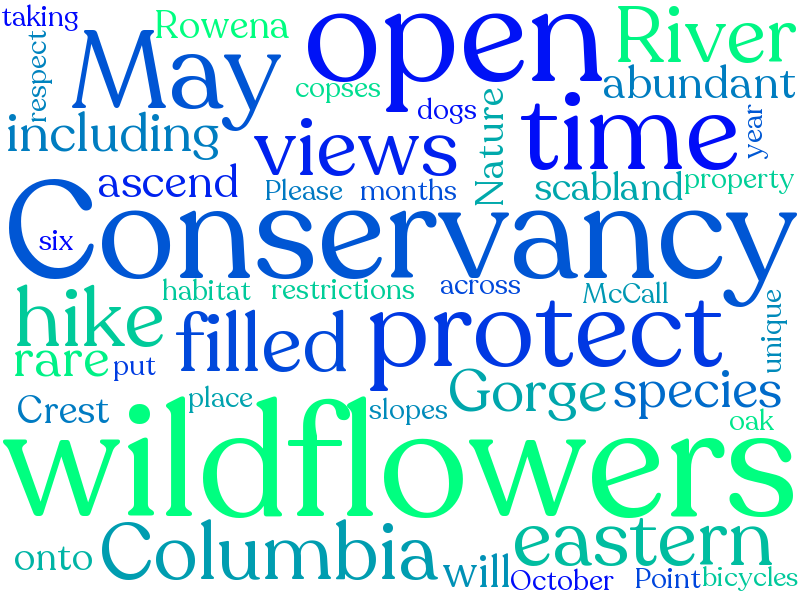 taking
Rowena
open
River
respect
May
copses
abundant
dogs
including
views
Nature
time
year
ascend
Please
months
scabland
property
Conservancy
six
habitat
restrictions
across
McCall
hike
filled
protect
unique
rare
put
Crest
place
slopes
Gorge
species
oak
wildflowers
onto
Columbia
will
eastern
October
Point
bicycles